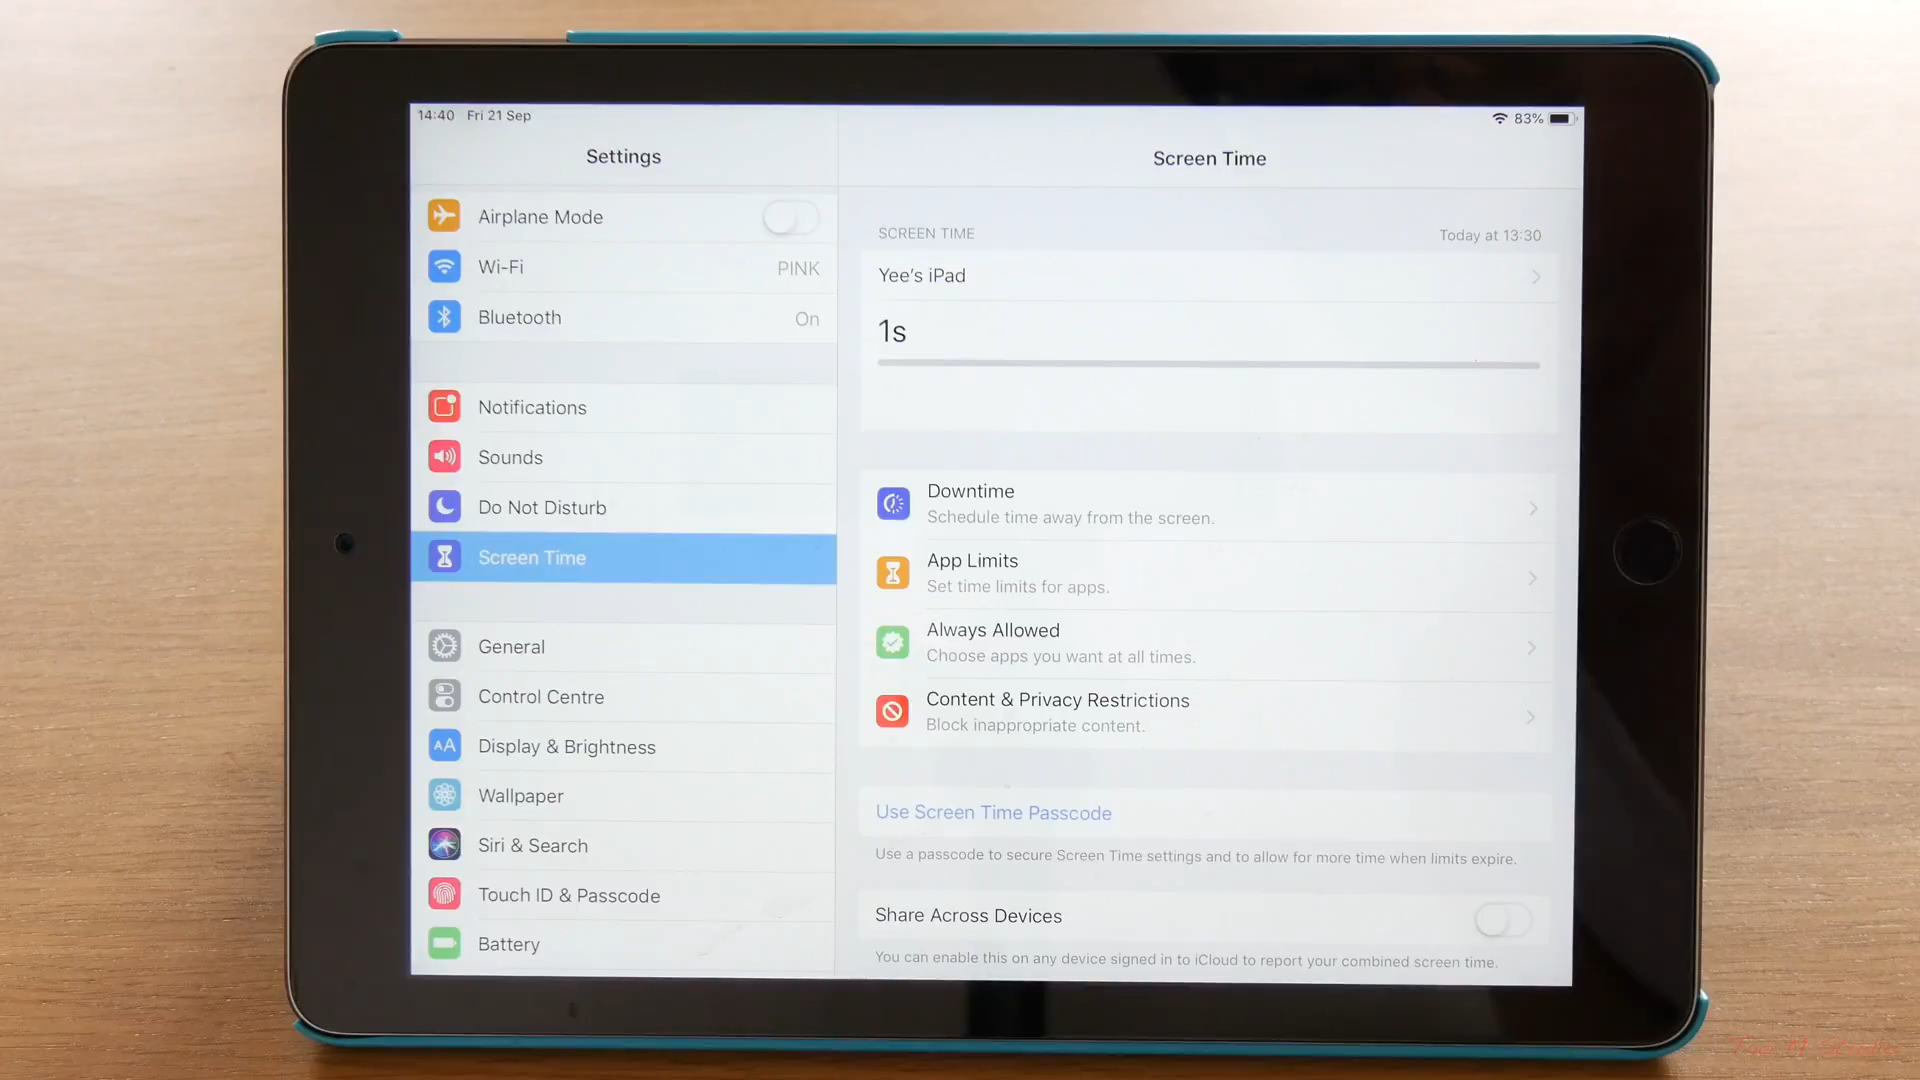 14:40 Fri 21 Sep
83%
Settings
Airplane Mode
Wi-Fi PINK
Bluetooth On
Notifications
Sounds
Do Not Disturb
Screen Time
General
Control Centre
AA Display & Brightness
Wallpaper
Siri & Search
Touch ID & Passcode
Battery
Screen Time
SCREEN TIME Today at 13:30
Yee's iPad
1s
Downtime
Schedule time away from the screen.
App Limits
Set time limits for apps.
Always Allowed
Choose apps you want at all times.
Content & Privacy Restrictions
Block inappropriate content.
Use Screen Time Passcode
Use a passcode to secure Screen Time settings and to allow for more time when limits expire.
Share Across Devices
You can enable this on any device signed in to iCloud to report your combined screen time.